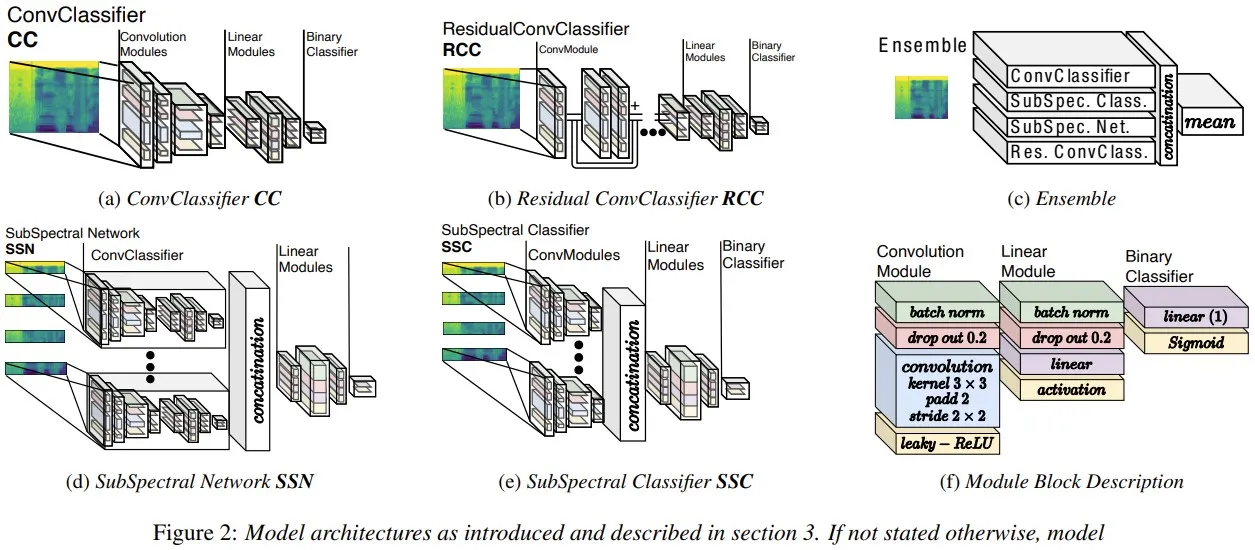 ConvClassifier
CC
Convolution
Modules
Linear
Modules
Binary
Classifier
(a) ConvClassifier CC
ResidualConvClassifier
RCC
ConvModule
+
Linear
Modules
Binary
Classifier
(b) Residual ConvClassifier RCC
Ensemble
ConvClassifier
SubSpec. Class.
SubSpec. Net.
Res. ConvClass.
concatination
mean
(c) Ensemble
SubSpectral Network
SSN
ConvClassifier
concatination
Linear
Modules
(d) SubSpectral Network SSN
SubSpectral Classifier
SSC
ConvModules
concatination
Linear
Modules
Binary
Classifier
(e) SubSpectral Classifier SSC
Convolution
Module
batch norm
drop out 0.2
convolution
kernel 3 × 3
padd 2
stride 2 × 2
leaky − ReLU
Linear
Module
batch norm
drop out 0.2
linear
activation
Binary
Classifier
linear (1)
Sigmoid
(f) Module Block Description
Figure 2: Model architectures as introduced and described in section 3. If not stated otherwise, model